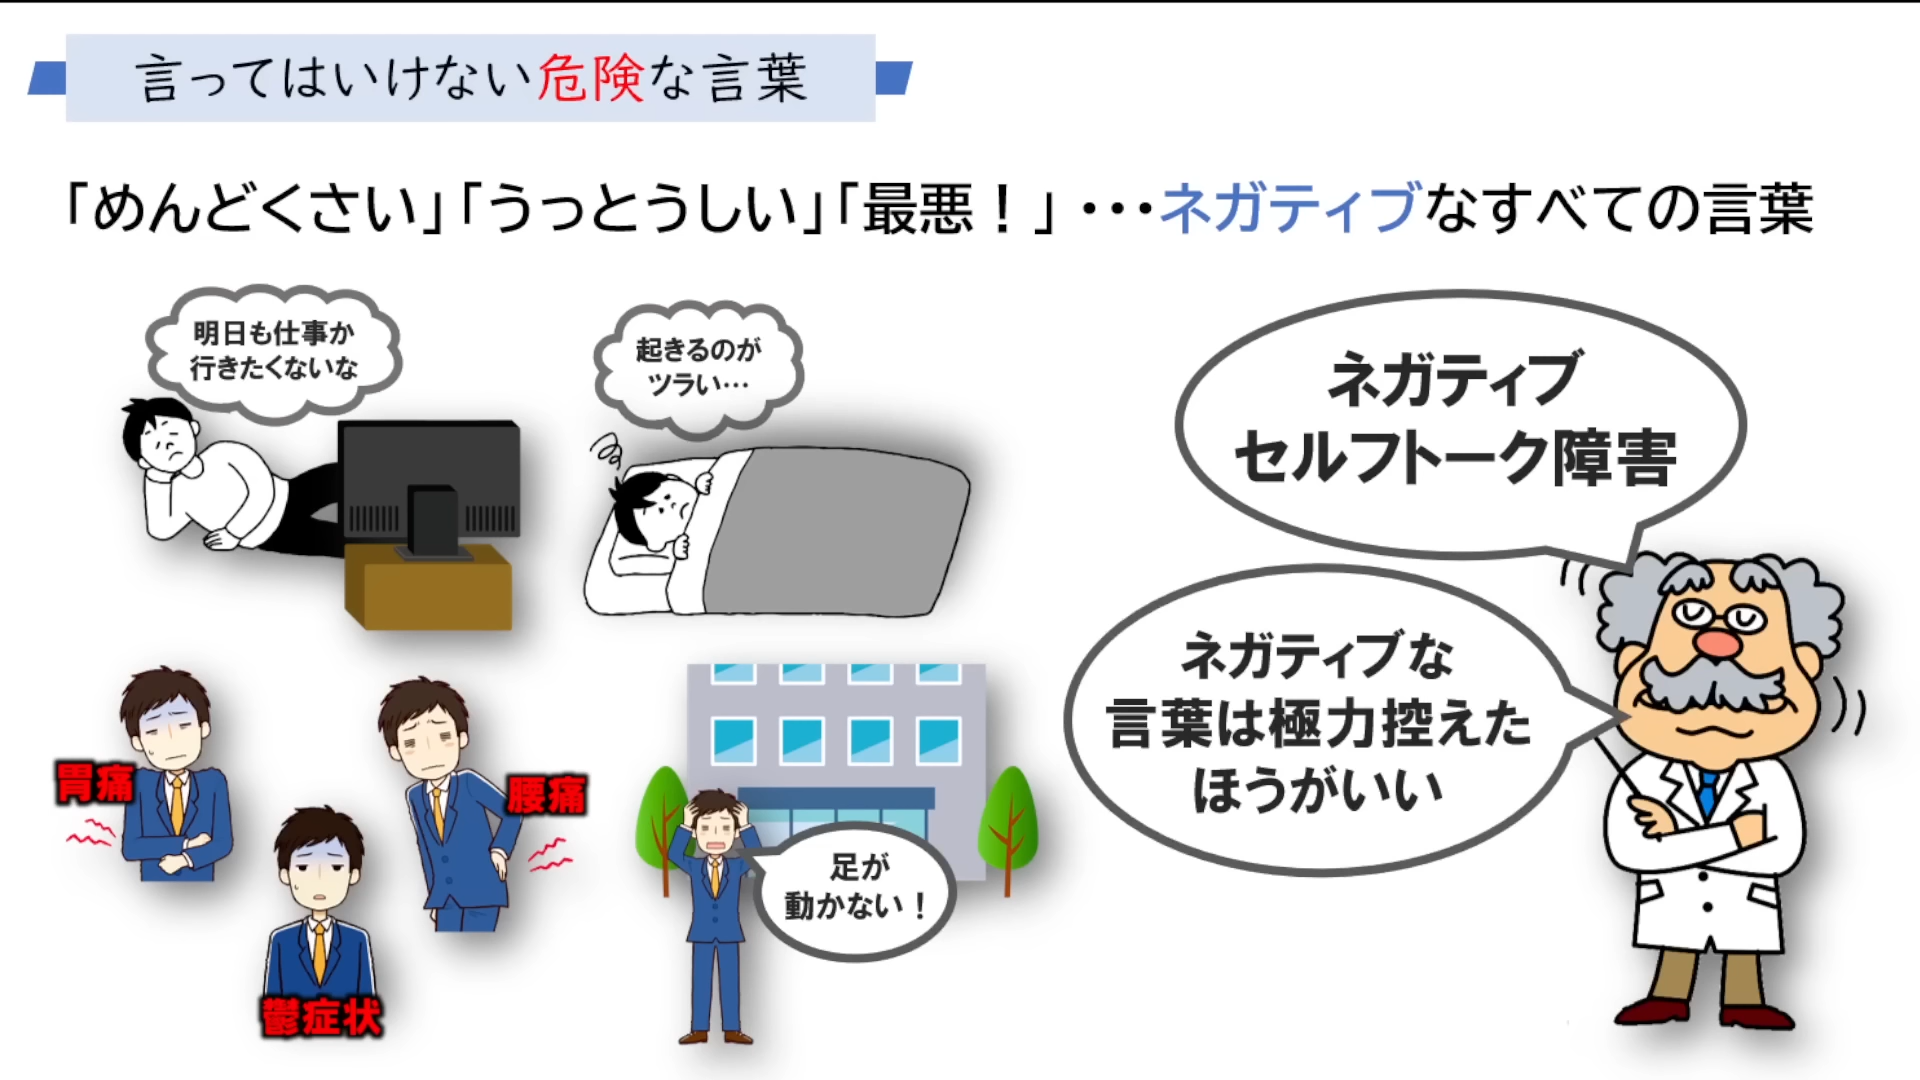 言ってはいけない危険な言葉
「めんどくさい」「うっとうしい」「最悪！」・・・ネガティブなすべての言葉
明日も仕事か
行きたくないな
起きるのが
ツラい…
ネガティブ
セルフトーク障害
ネガティブな
言葉は極力控えた
ほうがいい
胃痛
腰痛
鬱症状
足が
動かない！